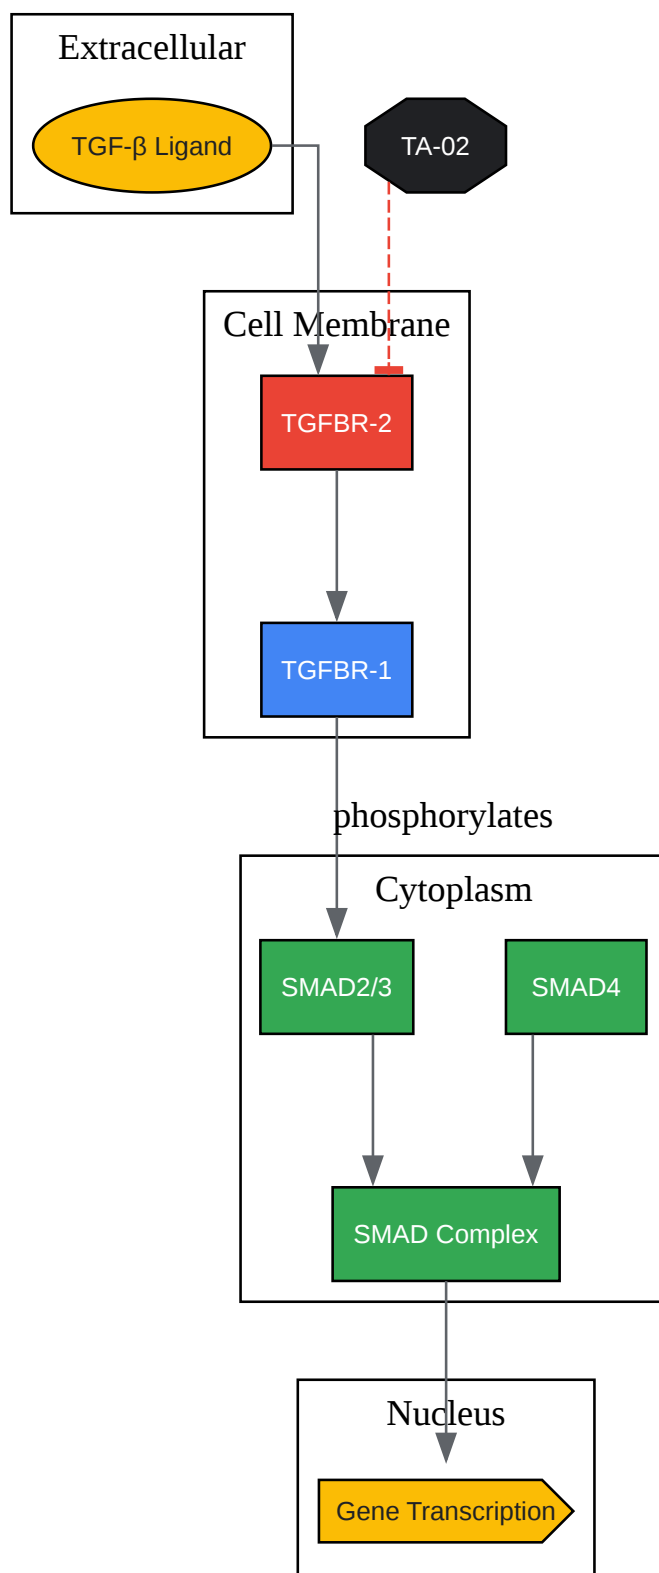 Extracellular
TGF-β Ligand
TA-02
Cell Membrane
TGFBR-2
TGFBR-1
phosphorylates
Cytoplasm
SMAD2/3
SMAD4
SMAD Complex
Nucleus
Gene Transcription